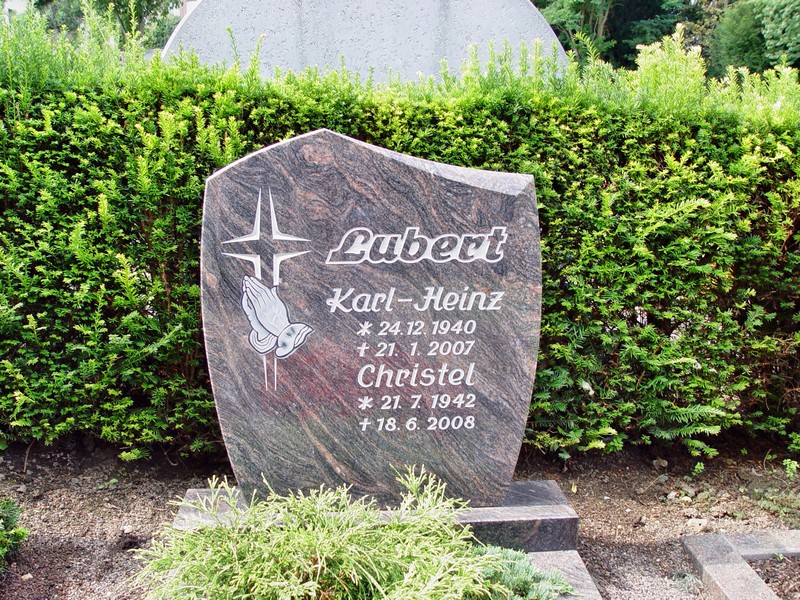 Lubert
Karl-Heinz
* 24.12.1940
† 21. 1. 2007
Christel
* 21. 7. 1942
† 18. 6. 2008